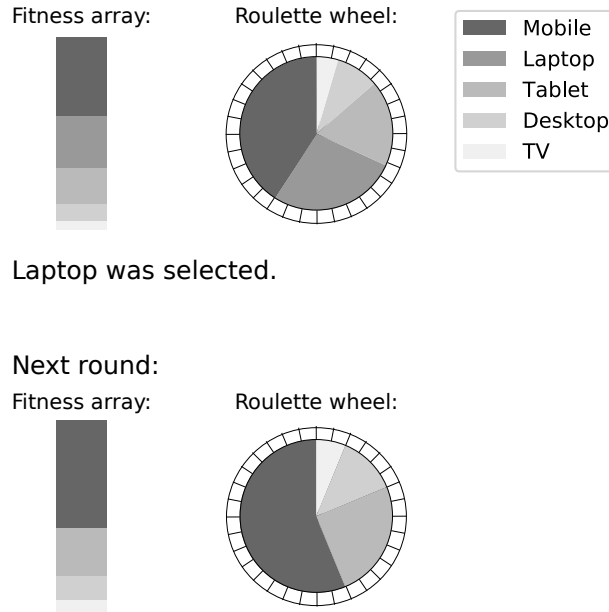 Fitness array:
Roulette wheel:
Mobile
Laptop
Tablet
Desktop
TV
Laptop was selected.
Next round:
Fitness array:
Roulette wheel: